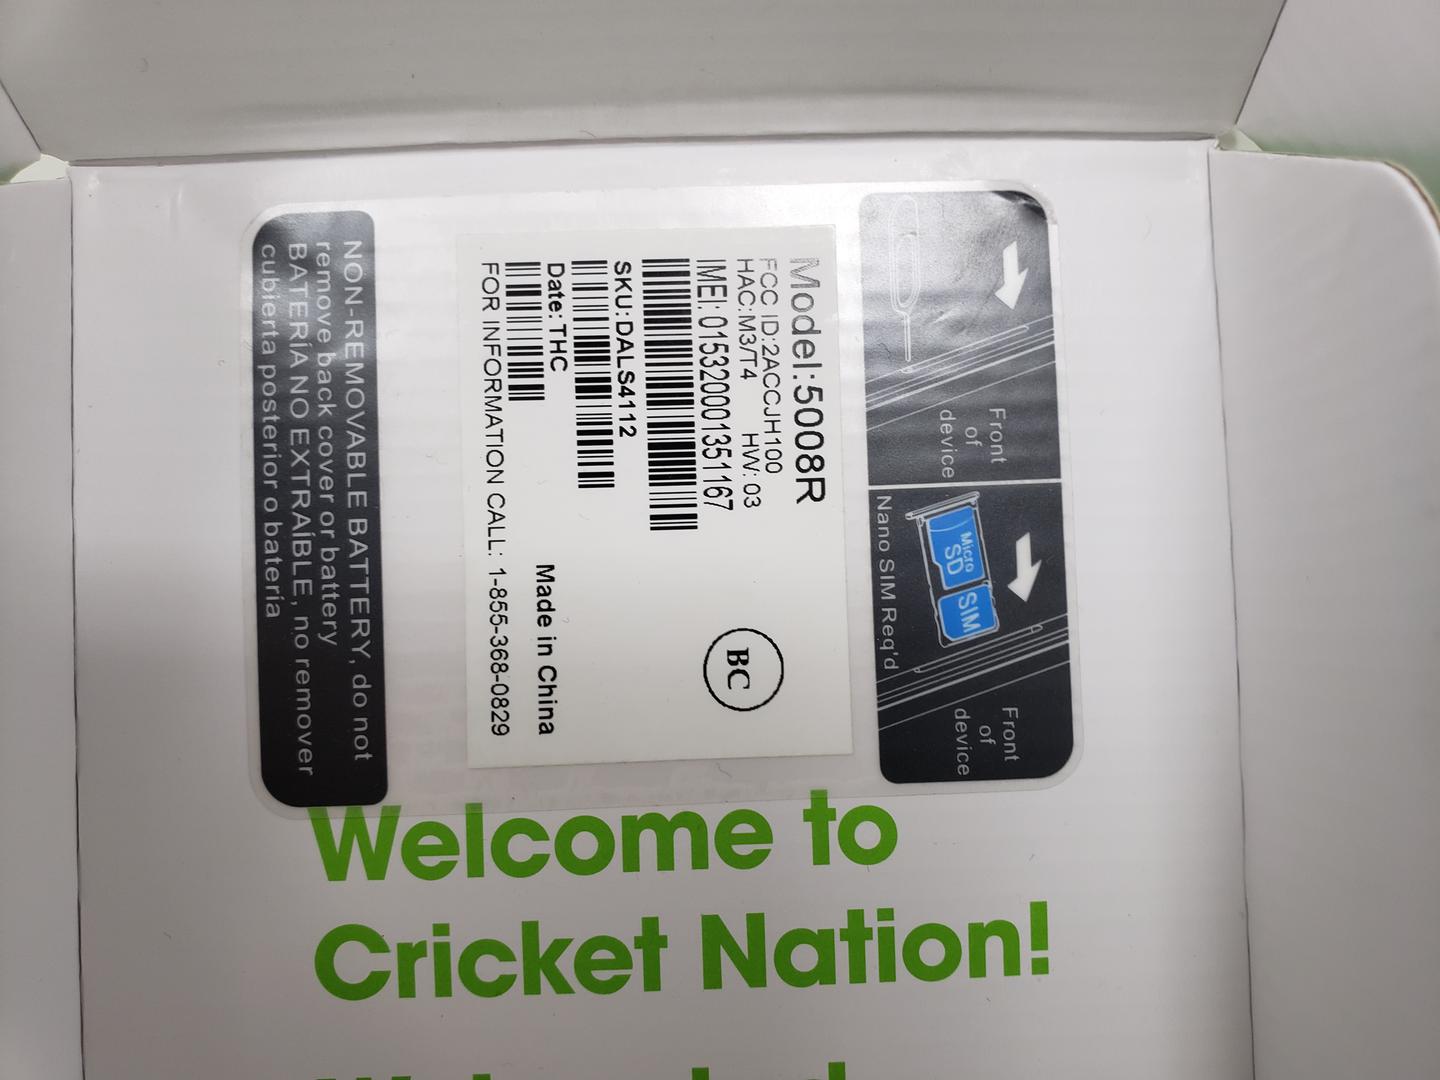 Front
of
device
Micro
SD
SIM
Nano SIM Req'd
Front
of
device
Model:5008R
FCC ID:2ACCJH100
HAC:M3/T4 HW: 03
IMEI: 015320001351167
SKU:DALS4112
Date:THC
Made in China
FOR INFORMATION CALL: 1-855-368-0829
BC
NON-REMOVABLE BATTERY, do not
remove back cover or battery
BATERÍA NO EXTRAÍBLE, no remover
cubierta posterior o batería
Welcome to
Cricket Nation!